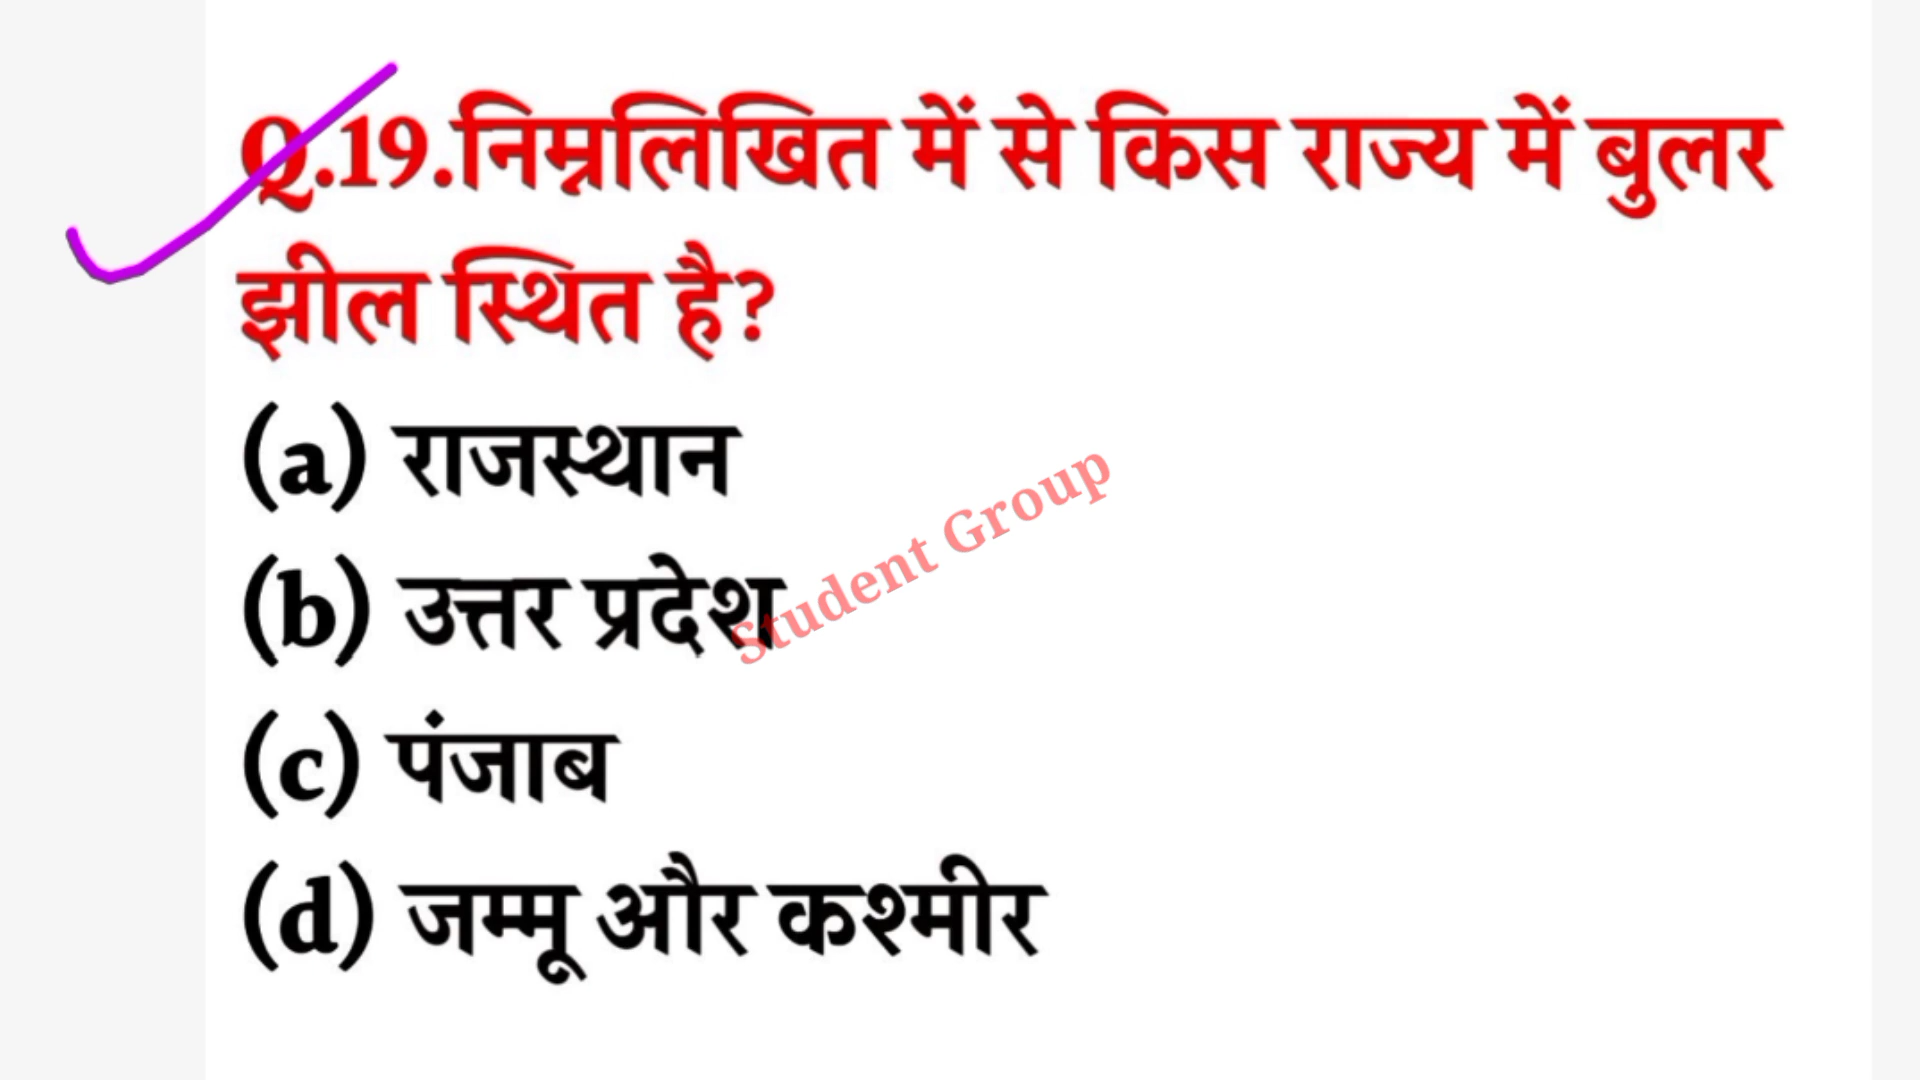 Q.19.निम्नलिखित में से किस राज्य में बुलर
झील स्थित है?
(a) राजस्थान
(b) उत्तर प्रदेश
Student Group
(c) पंजाब
(d) जम्मू और कश्मीर